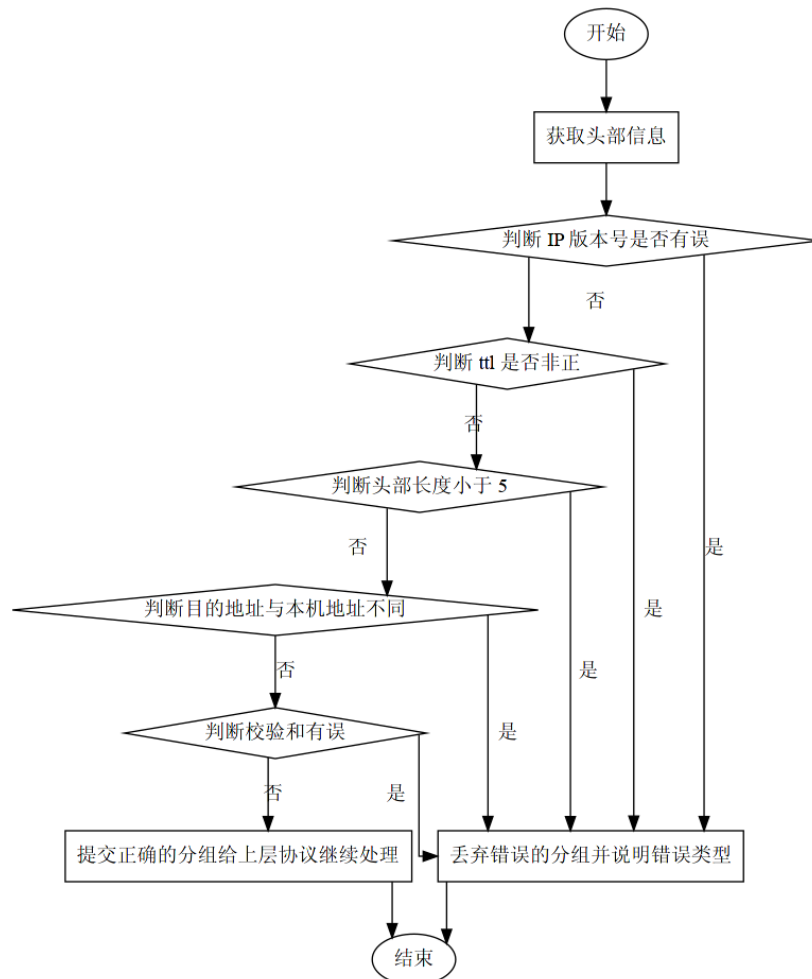 开始
获取头部信息
判断 IP 版本号是否有误
否
判断 ttl 是否非正
否
判断头部长度小于 5
否
是
判断目的地址与本机地址不同
是
否
是
判断校验和有误
是
否
是
提交正确的分组给上层协议继续处理
丢弃错误的分组并说明错误类型
结束